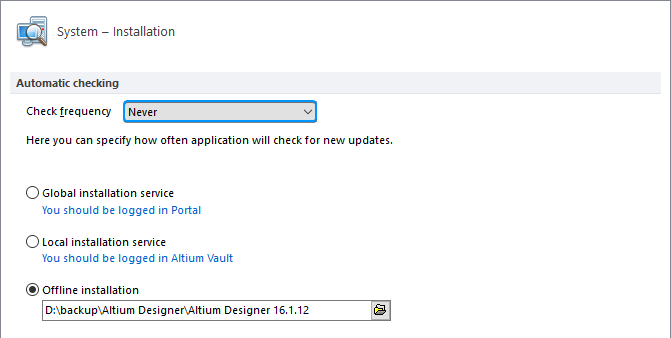 System – Installation
Automatic checking
Check frequency Never
Here you can specify how often application will check for new updates.
Global installation service
You should be logged in Portal
Local installation service
You should be logged in Altium Vault
Offline installation
D:\backup\Altium Designer\Altium Designer 16.1.12